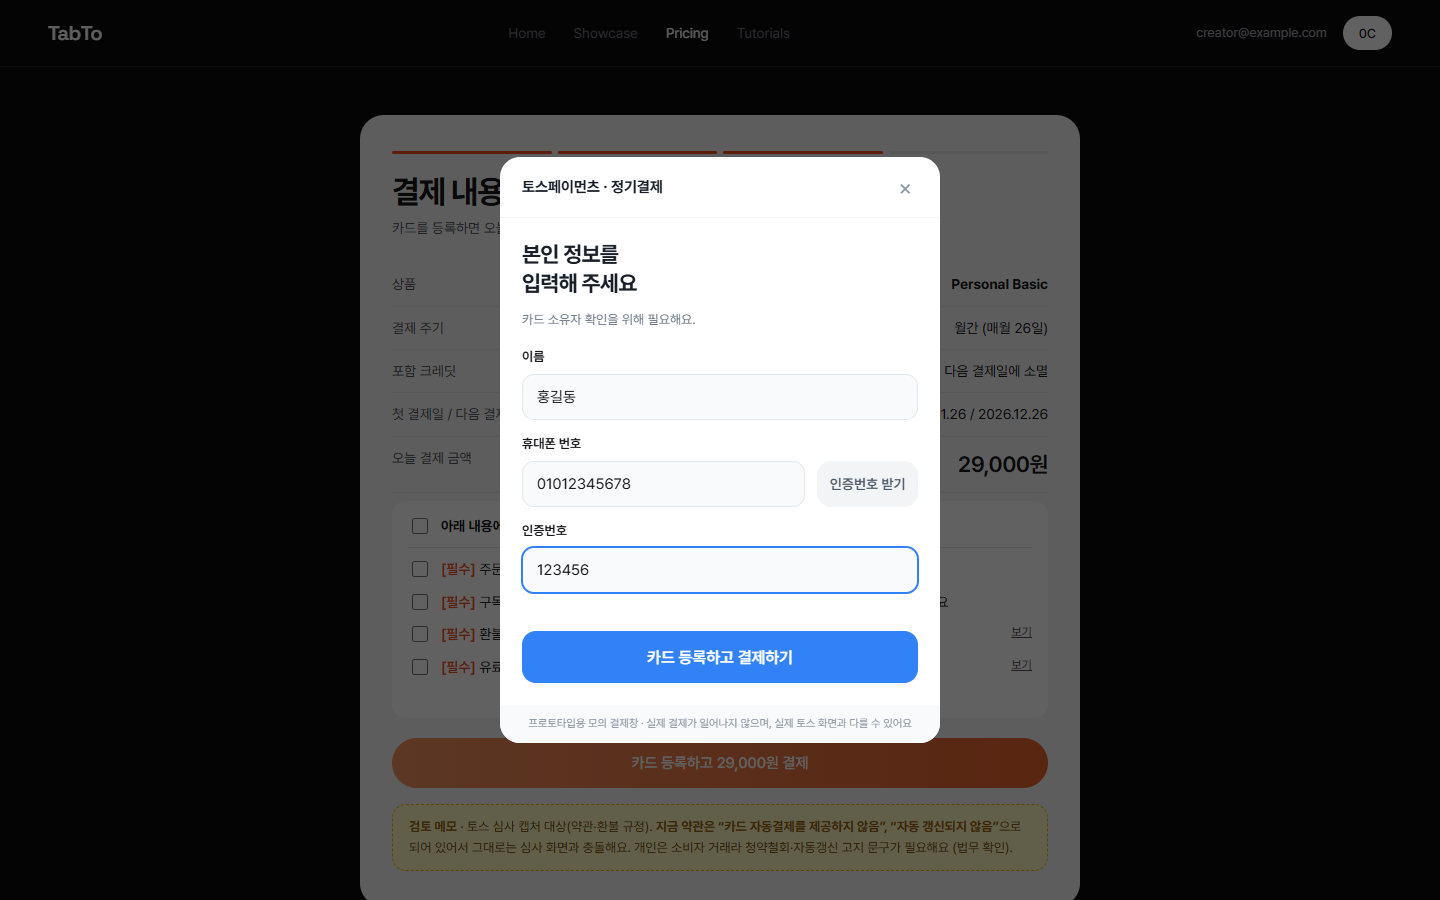 TabTo
Home Showcase Pricing Tutorials
creator@example.com 0C
결제 내용
카드를 등록하면 오늘
상품 Personal Basic
결제 주기 월간 (매월 26일)
포함 크레딧 다음 결제일에 소멸
첫 결제일 / 다음 결제 1.26 / 2026.12.26
오늘 결제 금액 29,000원
아래 내용에
[필수] 주문
[필수] 구독 요
[필수] 환불 보기
[필수] 유료 보기
토스페이먼츠 · 정기결제 ×
본인 정보를
입력해 주세요
카드 소유자 확인을 위해 필요해요.
이름
홍길동
휴대폰 번호
01012345678 인증번호 받기
인증번호
123456
카드 등록하고 결제하기
프로토타입용 모의 결제창 · 실제 결제가 일어나지 않으며, 실제 토스 화면과 다를 수 있어요
카드 등록하고 29,000원 결제
검토 메모 · 토스 심사 캡처 대상(약관·환불 규정). 지금 약관은 “카드 자동결제를 제공하지 않음”, “자동 갱신되지 않음”으로
되어 있어서 그대로는 심사 화면과 충돌해요. 개인은 소비자 거래라 청약철회·자동갱신 고지 문구가 필요해요 (법무 확인).